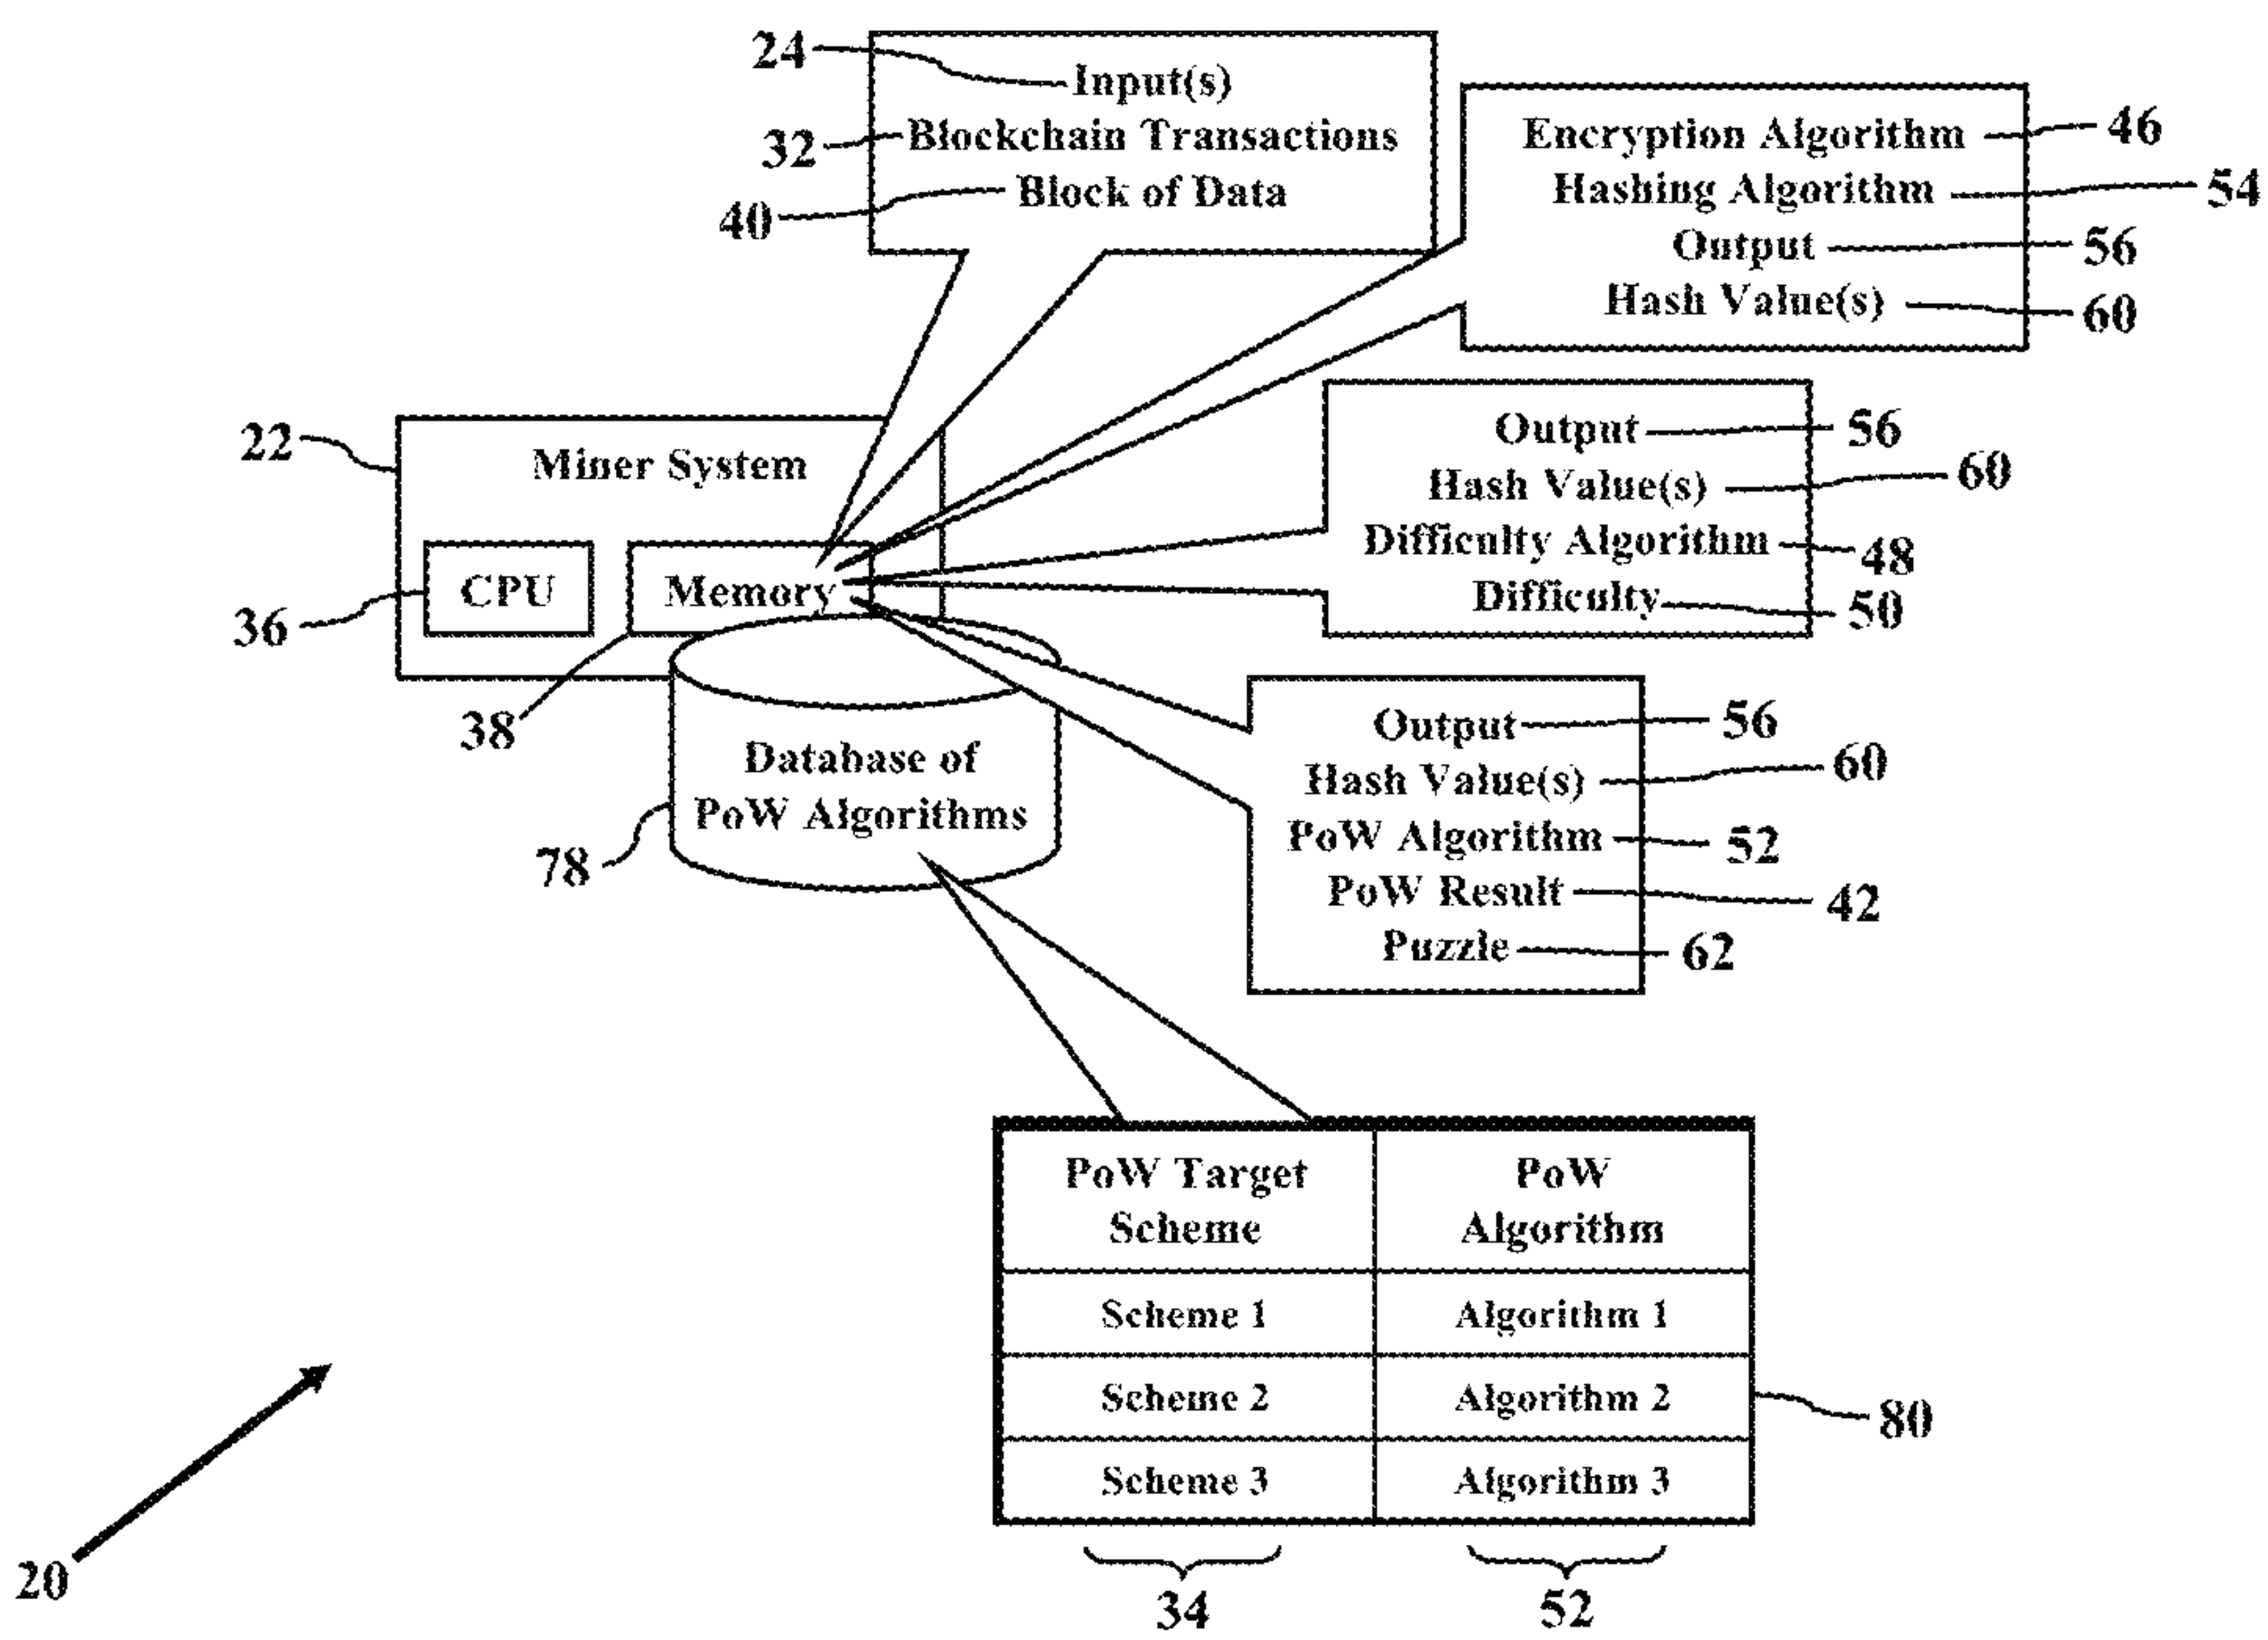 24
Input(s)
32
Blockchain Transactions
40
Block of Data
Encryption Algorithm
46
Hashing Algorithm
54
Output
56
Hash Value(s)
60
22
Miner System
CPU
Memory
36
38
Output
56
Hash Value(s)
60
Difficulty Algorithm
48
Difficulty
50
Database of
PoW Algorithms
78
Output
56
Hash Value(s)
60
PoW Algorithm
52
PoW Result
42
Puzzle
62
PoW Target
Scheme
PoW
Algorithm
Scheme 1
Algorithm 1
Scheme 2
Algorithm 2
Scheme 3
Algorithm 3
80
34
52
20